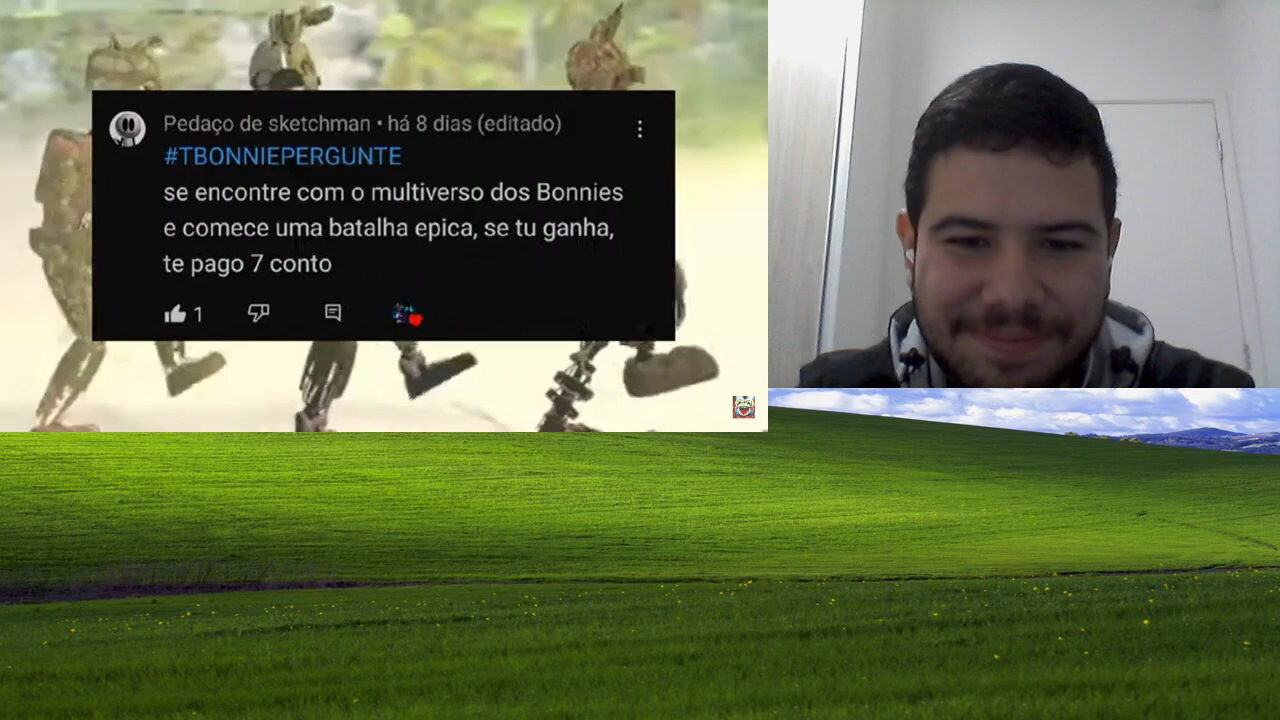 Pedaço de sketchman • há 8 dias (editado)
#TBONNIEPERGUNTE
se encontre com o multiverso dos Bonnies
e comece uma batalha epica, se tu ganha,
te pago 7 conto
1